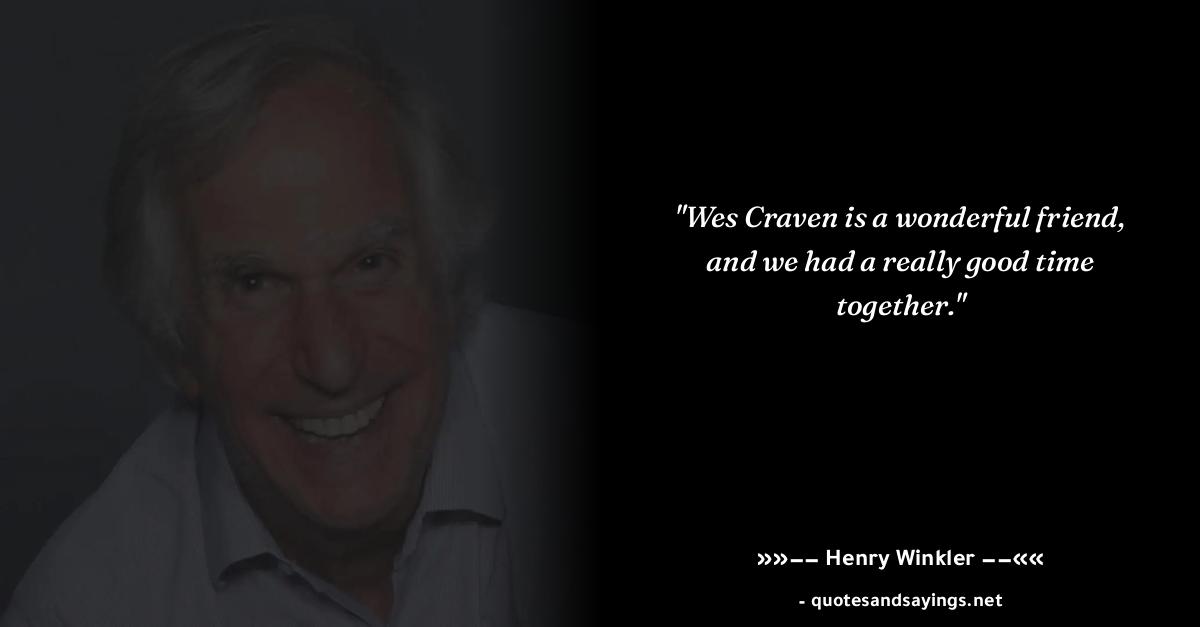 "Wes Craven is a wonderful friend,
and we had a really good time
together."
»»−− Henry Winkler −−««
- quotesandsayings.net